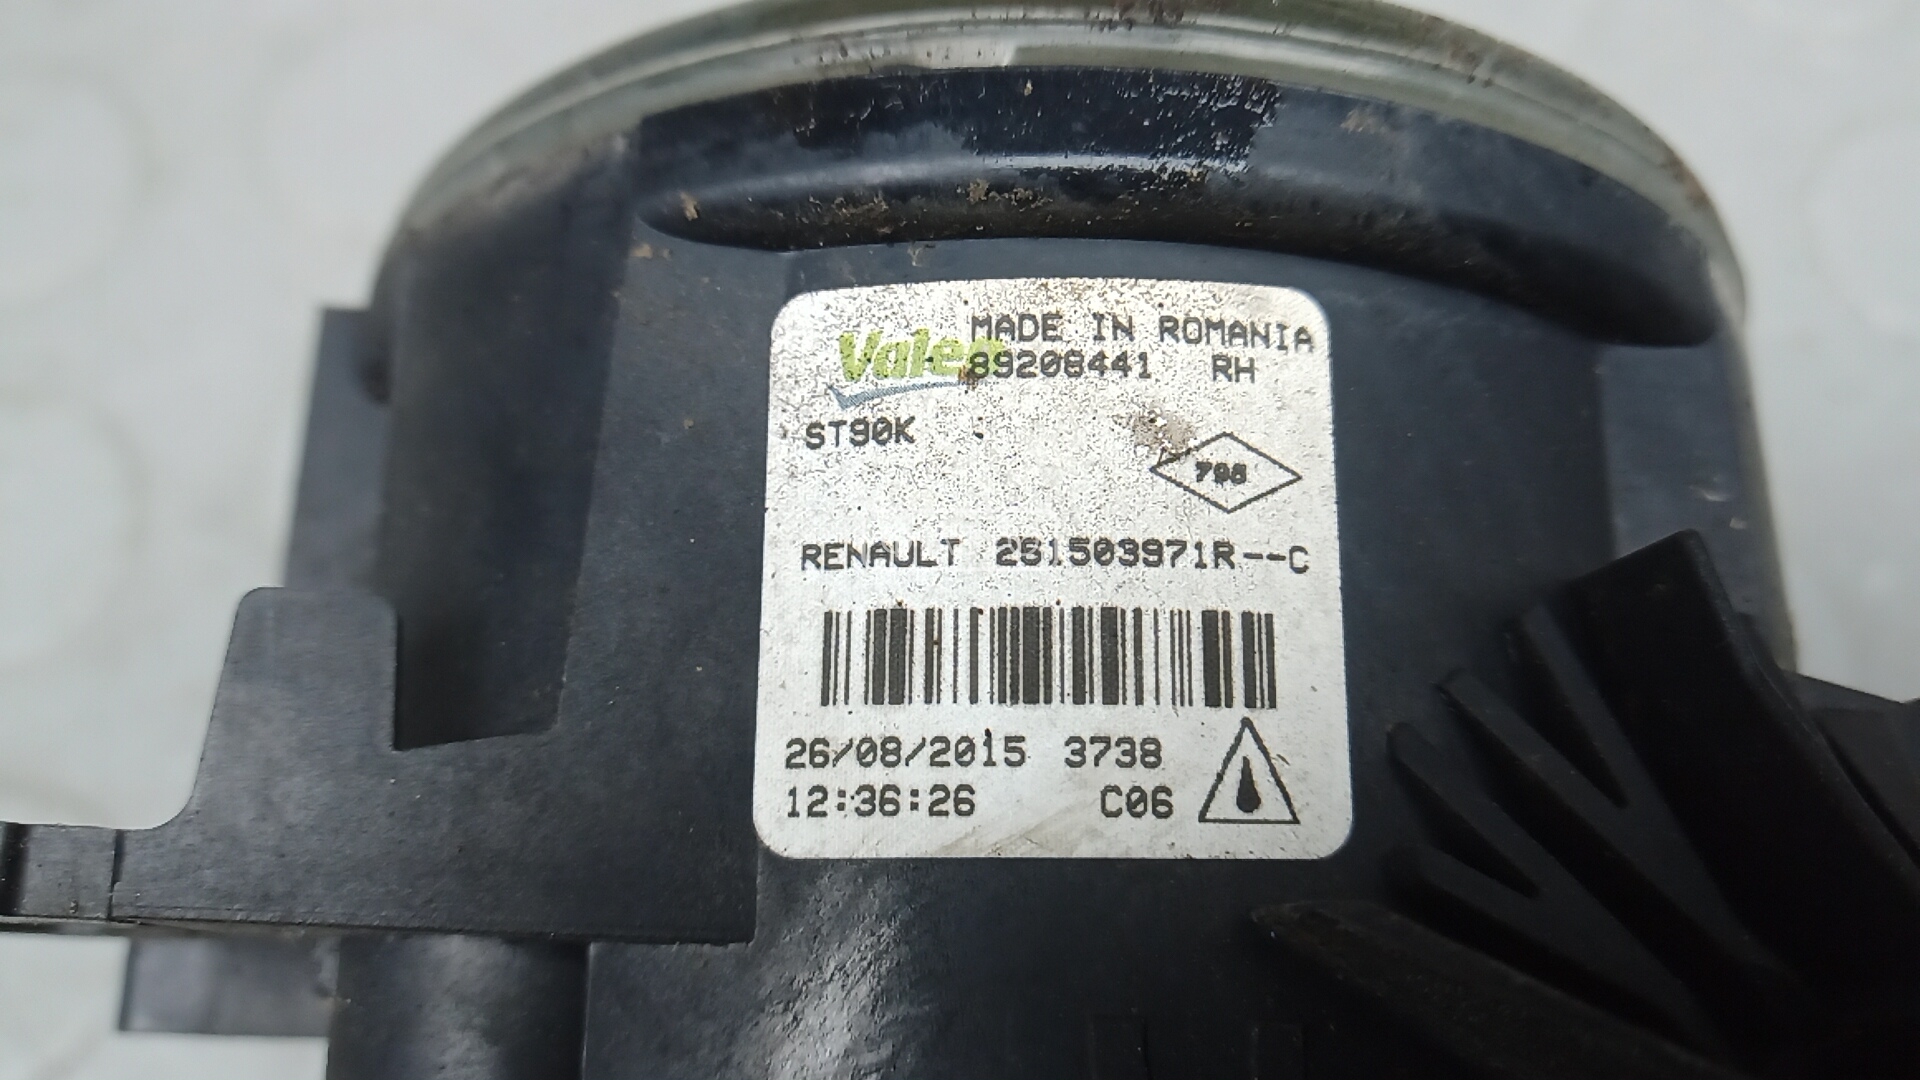 MADE IN ROMANIA
Valeo
89208441 RH
ST90K
796
RENAULT 261503971R--C
26/08/2015 3738
12:36:26 C06